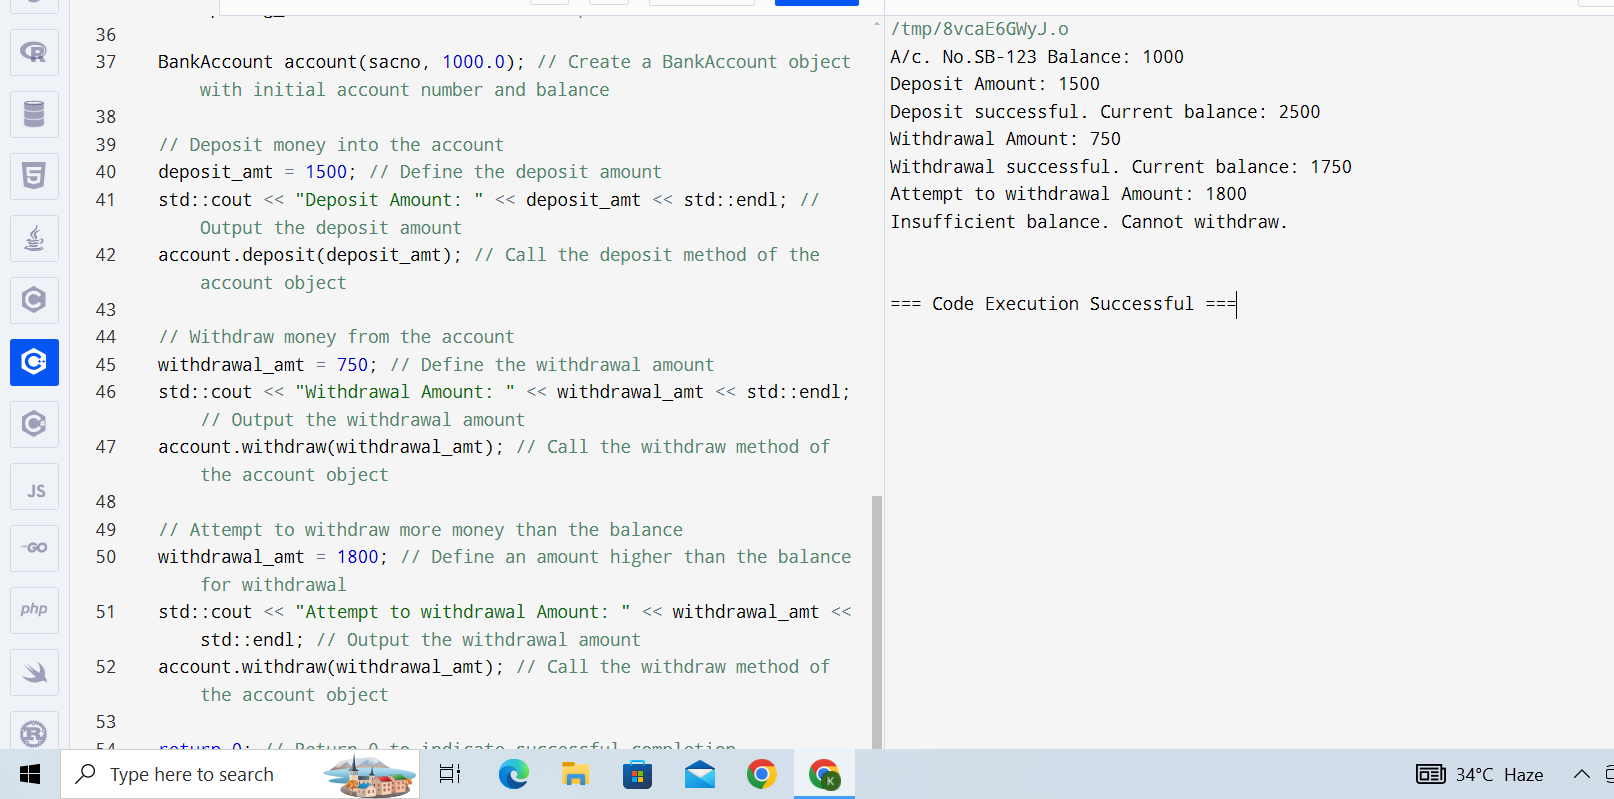 36
37 BankAccount account(sacno, 1000.0); // Create a BankAccount object
with initial account number and balance
38
39 // Deposit money into the account
40 deposit_amt = 1500; // Define the deposit amount
41 std::cout << "Deposit Amount: " << deposit_amt << std::endl; //
Output the deposit amount
42 account.deposit(deposit_amt); // Call the deposit method of the
account object
43
44 // Withdraw money from the account
45 withdrawal_amt = 750; // Define the withdrawal amount
46 std::cout << "Withdrawal Amount: " << withdrawal_amt << std::endl;
// Output the withdrawal amount
47 account.withdraw(withdrawal_amt); // Call the withdraw method of
the account object
48
49 // Attempt to withdraw more money than the balance
50 withdrawal_amt = 1800; // Define an amount higher than the balance
for withdrawal
51 std::cout << "Attempt to withdrawal Amount: " << withdrawal_amt <<
std::endl; // Output the withdrawal amount
52 account.withdraw(withdrawal_amt); // Call the withdraw method of
the account object
53
54 return 0; // Return 0 to indicate successful completion
/tmp/8vcaE6GWyJ.o
A/c. No.SB-123 Balance: 1000
Deposit Amount: 1500
Deposit successful. Current balance: 2500
Withdrawal Amount: 750
Withdrawal successful. Current balance: 1750
Attempt to withdrawal Amount: 1800
Insufficient balance. Cannot withdraw.
=== Code Execution Successful ===
R
5
C
C
C
JS
GO
php
R
Type here to search
K
34°C Haze